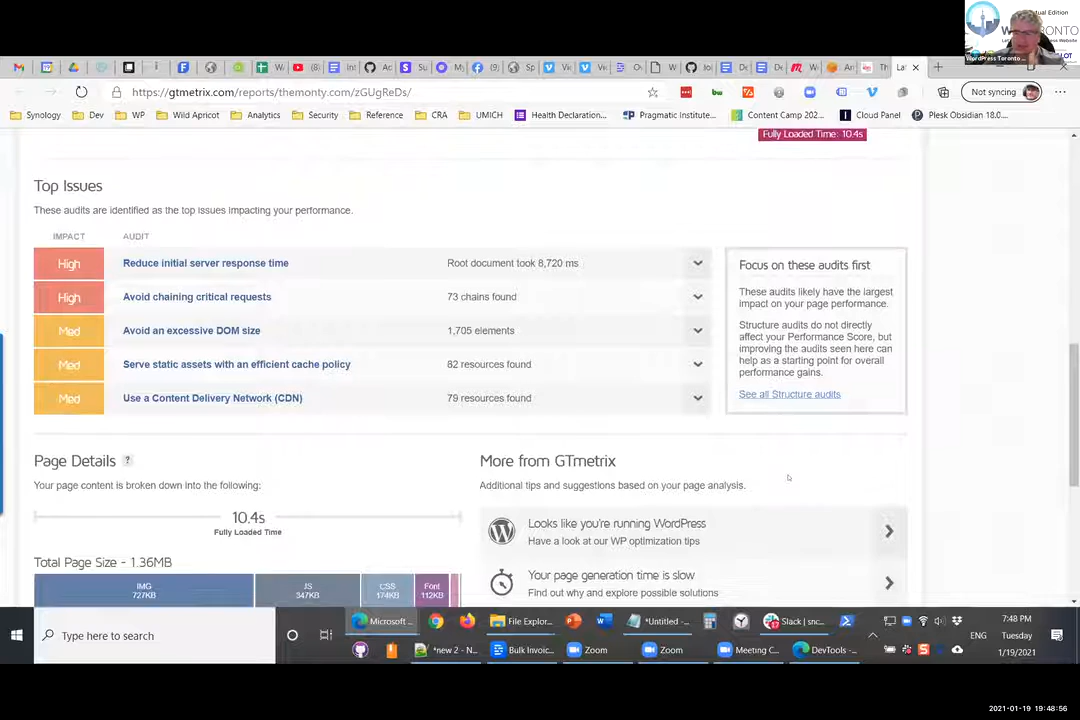 Virtual Edition
WordPress Toronto ...
La
Not syncing
https://gtmetrix.com/reports/themonty.com/zGUgReDs/
Synology
Dev
WP
Wild Apricot
Analytics
Security
Reference
CRA
UMICH
Health Declaration...
Pragmatic Institute...
Content Camp 202...
Cloud Panel
Plesk Obsidian 18.0....
Fully Loaded Time: 10.4s
Top Issues
These audits are identified as the top issues impacting your performance.
IMPACT AUDIT
High Reduce initial server response time Root document took 8,720 ms
High Avoid chaining critical requests 73 chains found
Med Avoid an excessive DOM size 1,705 elements
Med Serve static assets with an efficient cache policy 82 resources found
Med Use a Content Delivery Network (CDN) 79 resources found
Focus on these audits first
These audits likely have the largest
impact on your page performance.
Structure audits do not directly
affect your Performance Score, but
improving the audits seen here can
help as a starting point for overall
performance gains.
See all Structure audits
Page Details ?
Your page content is broken down into the following:
10.4s
Fully Loaded Time
Total Page Size - 1.36MB
IMG
727KB
JS
347KB
CSS
174KB
Font
112KB
More from GTmetrix
Additional tips and suggestions based on your page analysis.
Looks like you're running WordPress
Have a look at our WP optimization tips
Your page generation time is slow
Find out why and explore possible solutions
Type here to search
Microsoft ...
File Explor...
*Untitled - ...
Slack | snc...
*new 2 - N...
Bulk Invoic...
Zoom
Zoom
Meeting C...
DevTools -...
ENG
7:48 PM
Tuesday
1/19/2021
2021-01-19 19:48:56